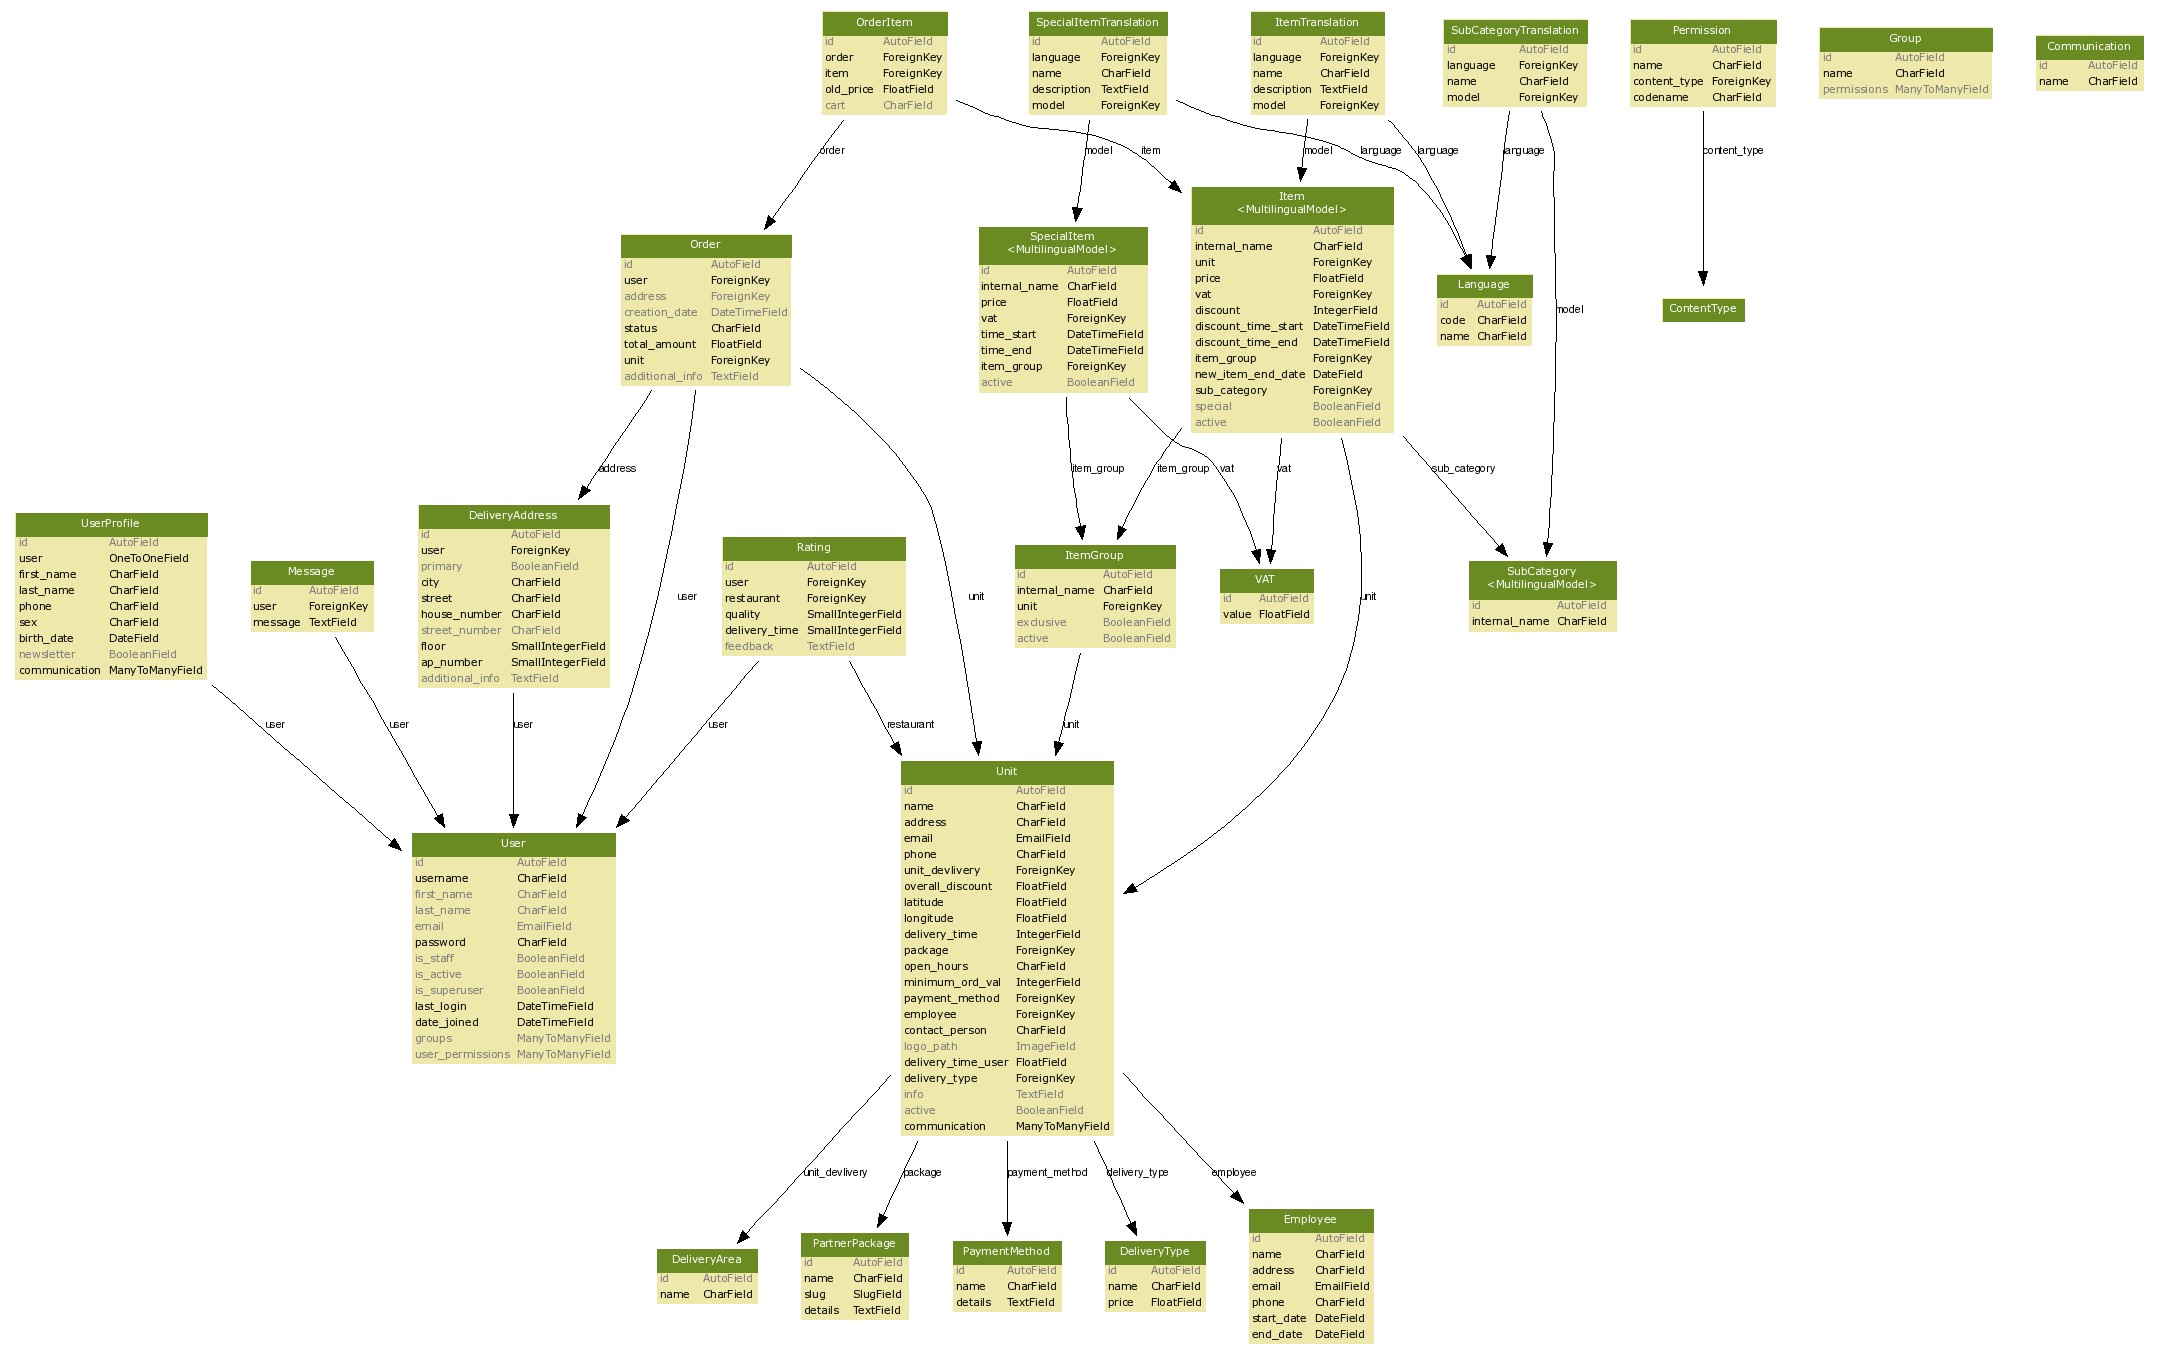 OrderItem
id AutoField
order ForeignKey
item ForeignKey
old_price FloatField
cart CharField
SpecialItemTranslation
id AutoField
language ForeignKey
name CharField
description TextField
model ForeignKey
ItemTranslation
id AutoField
language ForeignKey
name CharField
description TextField
model ForeignKey
SubCategoryTranslation
id AutoField
language ForeignKey
name CharField
model ForeignKey
Permission
id AutoField
name CharField
content_type ForeignKey
codename CharField
Group
id AutoField
name CharField
permissions ManyToManyField
Communication
id AutoField
name CharField
order
model
item
model
language
language
language
content_type
Order
id AutoField
user ForeignKey
address ForeignKey
creation_date DateTimeField
status CharField
total_amount FloatField
unit ForeignKey
additional_info TextField
SpecialItem
<MultilingualModel>
id AutoField
internal_name CharField
price FloatField
vat ForeignKey
time_start DateTimeField
time_end DateTimeField
item_group ForeignKey
active BooleanField
Item
<MultilingualModel>
id AutoField
internal_name CharField
unit ForeignKey
price FloatField
vat ForeignKey
discount IntegerField
discount_time_start DateTimeField
discount_time_end DateTimeField
item_group ForeignKey
new_item_end_date DateField
sub_category ForeignKey
special BooleanField
active BooleanField
Language
id AutoField
code CharField
name CharField
model
ContentType
address
item_group
item_group
vat
vat
sub_category
UserProfile
id AutoField
user OneToOneField
first_name CharField
last_name CharField
phone CharField
sex CharField
birth_date DateField
newsletter BooleanField
communication ManyToManyField
Message
id AutoField
user ForeignKey
message TextField
DeliveryAddress
id AutoField
user ForeignKey
primary BooleanField
city CharField
street CharField
house_number CharField
street_number CharField
floor SmallIntegerField
ap_number SmallIntegerField
additional_info TextField
user
Rating
id AutoField
user ForeignKey
restaurant ForeignKey
quality SmallIntegerField
delivery_time SmallIntegerField
feedback TextField
unit
ItemGroup
id AutoField
internal_name CharField
unit ForeignKey
exclusive BooleanField
active BooleanField
VAT
id AutoField
value FloatField
unit
SubCategory
<MultilingualModel>
id AutoField
internal_name CharField
user
user
user
user
restaurant
unit
User
id AutoField
username CharField
first_name CharField
last_name CharField
email EmailField
password CharField
is_staff BooleanField
is_active BooleanField
is_superuser BooleanField
last_login DateTimeField
date_joined DateTimeField
groups ManyToManyField
user_permissions ManyToManyField
Unit
id AutoField
name CharField
address CharField
email EmailField
phone CharField
unit_devlivery ForeignKey
overall_discount FloatField
latitude FloatField
longitude FloatField
delivery_time IntegerField
package ForeignKey
open_hours CharField
minimum_ord_val IntegerField
payment_method ForeignKey
employee ForeignKey
contact_person CharField
logo_path ImageField
delivery_time_user FloatField
delivery_type ForeignKey
info TextField
active BooleanField
communication ManyToManyField
unit_devlivery
package
payment_method
delivery_type
employee
DeliveryArea
id AutoField
name CharField
PartnerPackage
id AutoField
name CharField
slug SlugField
details TextField
PaymentMethod
id AutoField
name CharField
details TextField
DeliveryType
id AutoField
name CharField
price FloatField
Employee
id AutoField
name CharField
address CharField
email EmailField
phone CharField
start_date DateField
end_date DateField